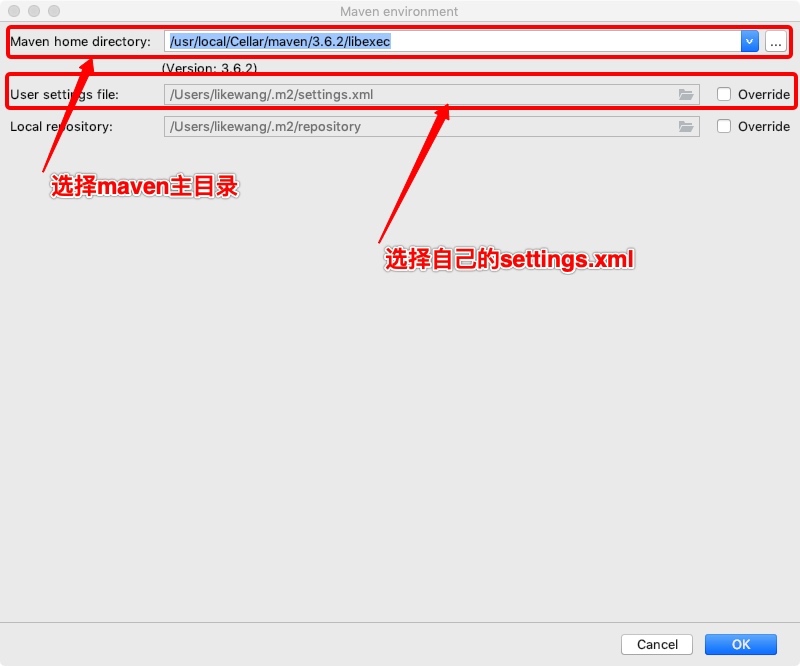 Maven environment
Maven home directory: /usr/local/Cellar/maven/3.6.2/libexec ...
(Version: 3.6.2)
User settings file: /Users/likewang/.m2/settings.xml Override
Local repository: /Users/likewang/.m2/repository Override
选择maven主目录
选择自己的settings.xml
Cancel OK